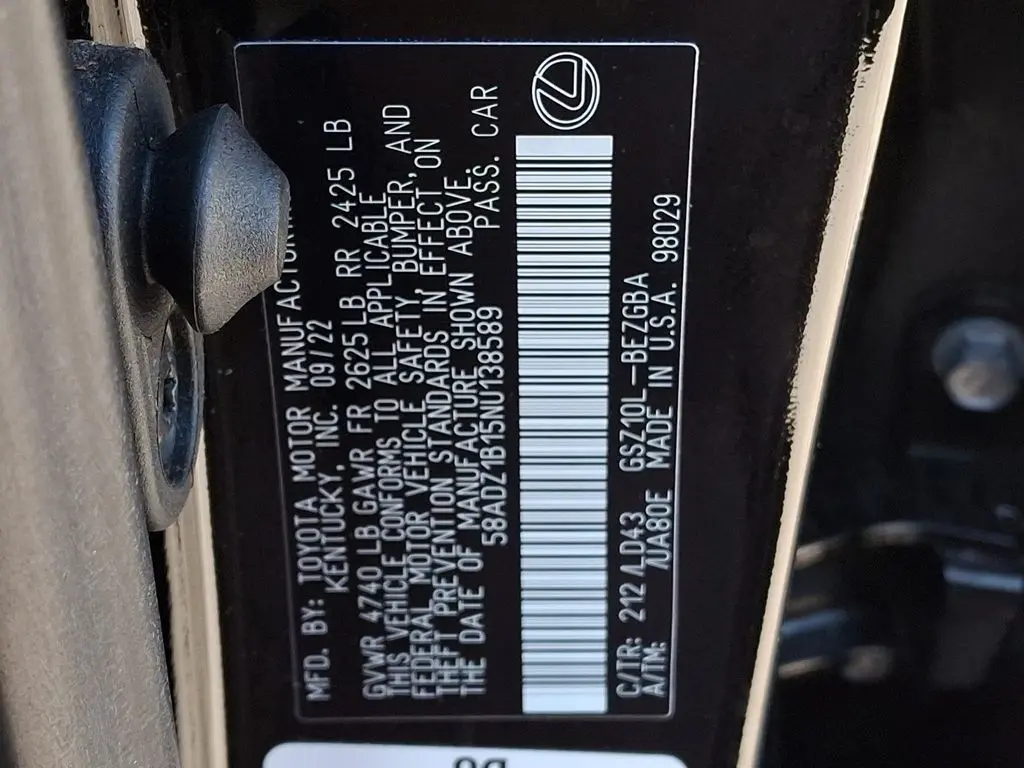 MFD. BY: TOYOTA MOTOR MANUFACTURING
KENTUCKY, INC. 09/22
GVWR 4740 LB GAWR FR 2625 LB RR 2425 LB
THIS VEHICLE CONFORMS TO ALL APPLICABLE
FEDERAL MOTOR VEHICLE SAFETY, BUMPER, AND
THEFT PREVENTION STANDARDS IN EFFECT ON
THE DATE OF MANUFACTURE SHOWN ABOVE.
58ADZ1B15NU138589 PASS. CAR
C/TR: 212 /LD43 GSZ10L-BEZGBA
A/TM: /UA80E MADE IN U.S.A. 98029